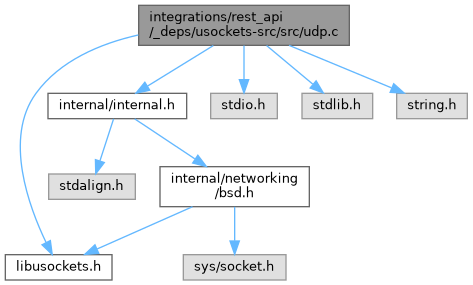 integrations/rest_api
/_deps/usockets-src/src/udp.c
internal/internal.h
stdio.h
stdlib.h
string.h
stdalign.h
internal/networking
/bsd.h
libusockets.h
sys/socket.h